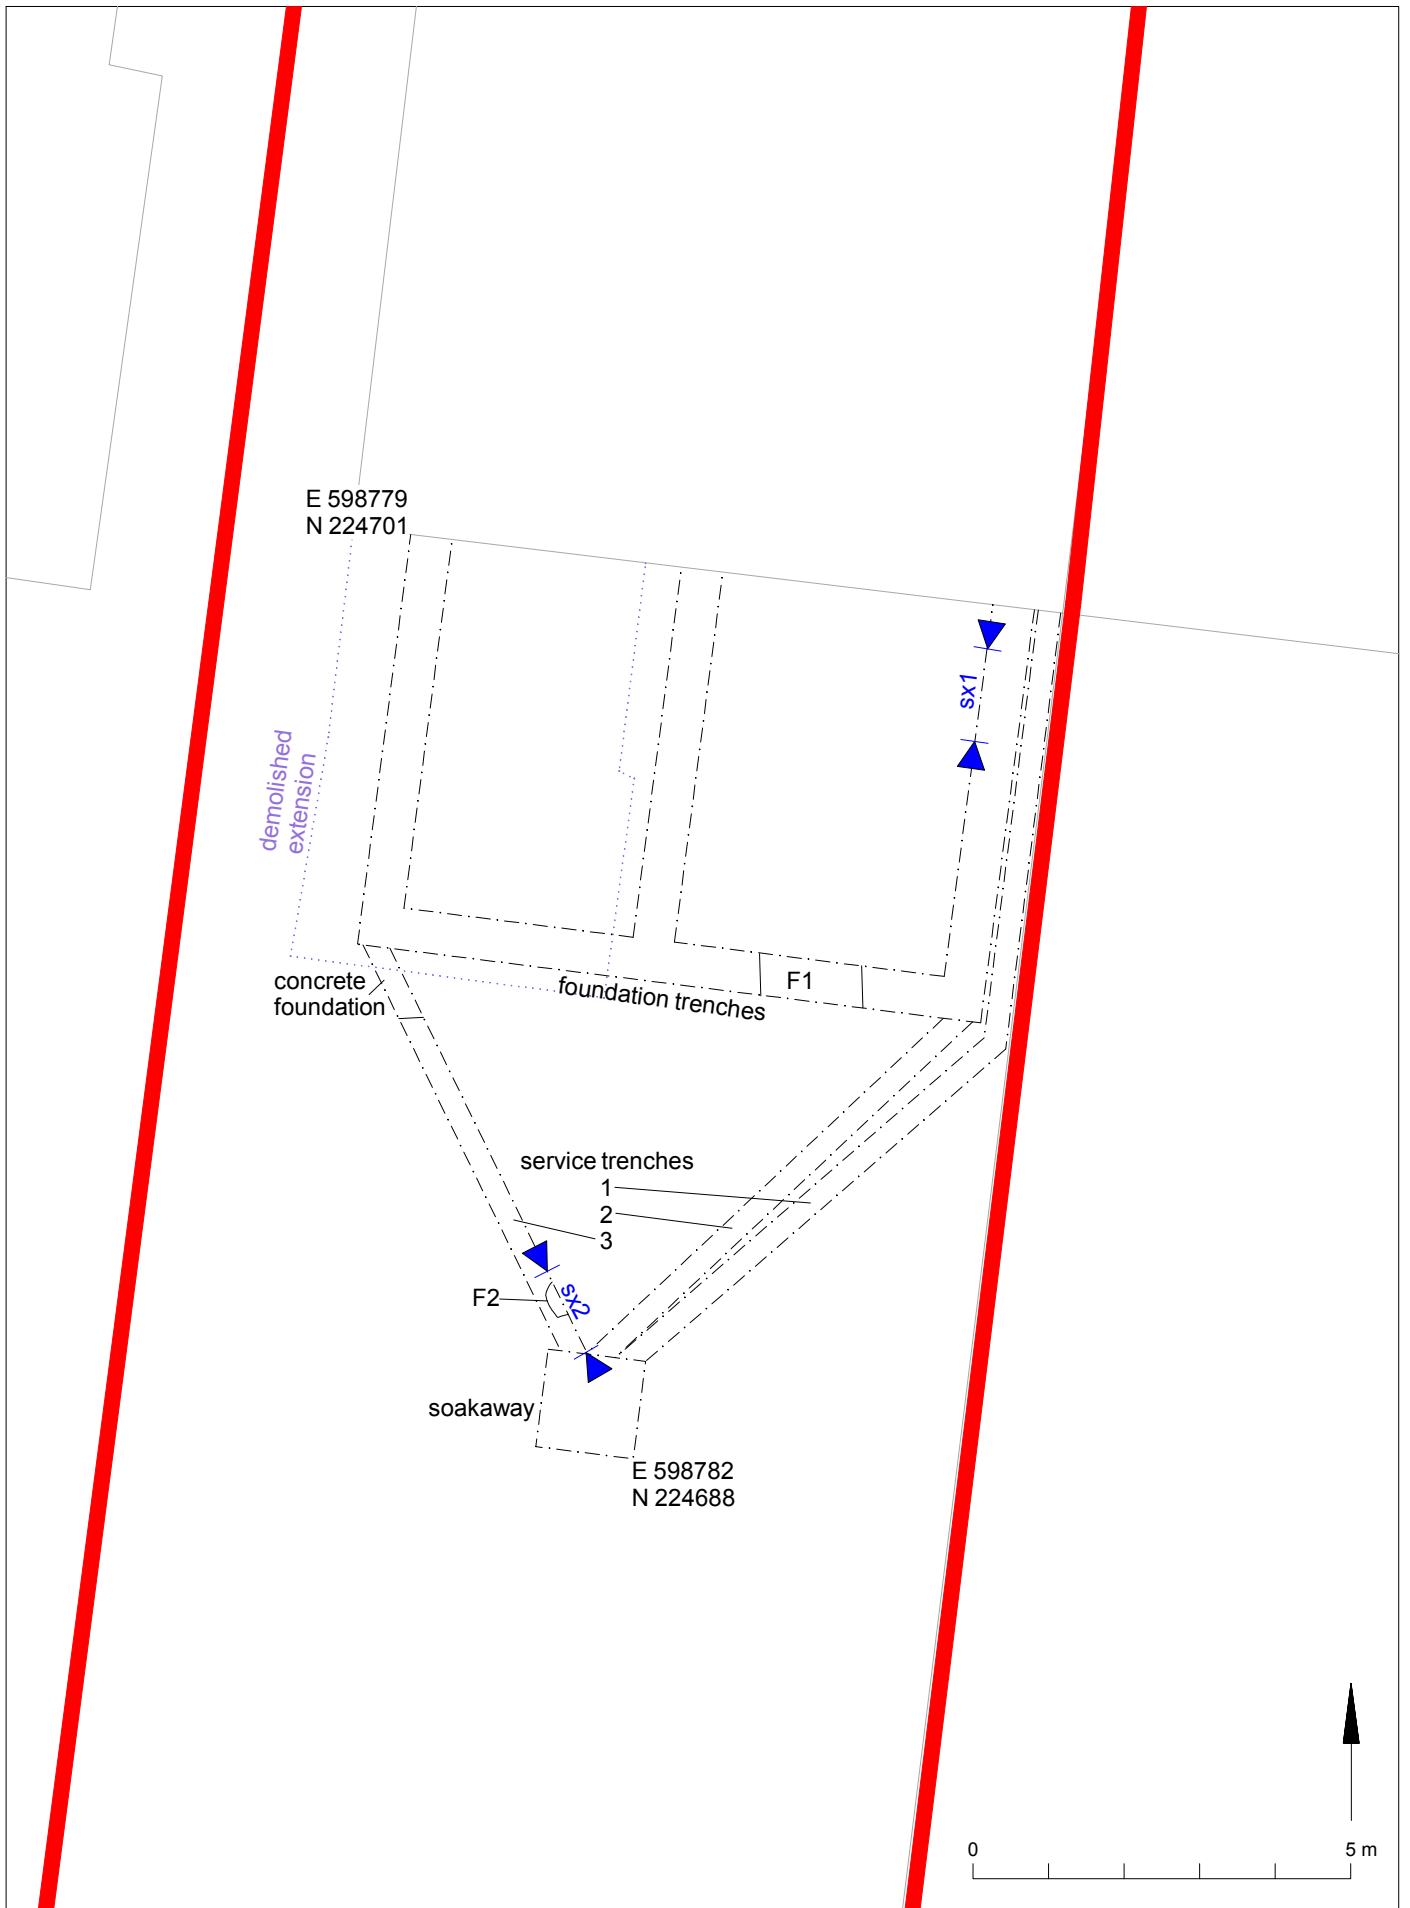 E 598779
N 224701
sx1
demolished
extension
concrete
foundation
F1
foundation trenches
service trenches
1
2
3
F2
sx2
soakaway
E 598782
N 224688
0
5 m